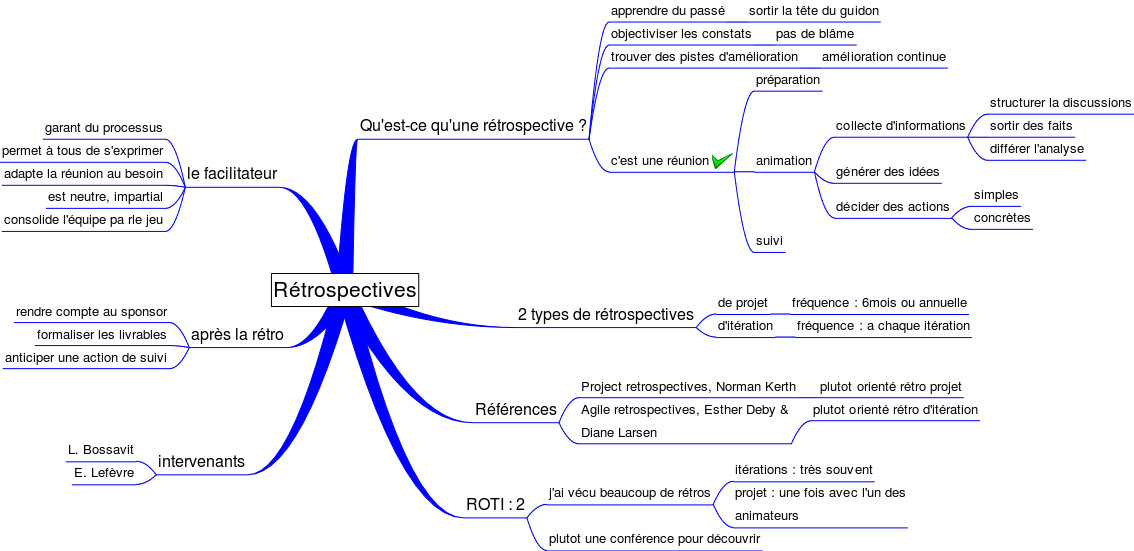 Rétrospectives
Qu'est-ce qu'une rétrospective ?
apprendre du passé
sortir la tête du guidon
objectiviser les constats
pas de blâme
trouver des pistes d'amélioration
amélioration continue
c'est une réunion
préparation
animation
collecte d'informations
structurer la discussions
sortir des faits
différer l'analyse
générer des idées
décider des actions
simples
concrètes
suivi
2 types de rétrospectives
de projet
fréquence : 6mois ou annuelle
d'itération
fréquence : a chaque itération
Références
Project retrospectives, Norman Kerth
plutot orienté rétro projet
Agile retrospectives, Esther Deby &
Diane Larsen
plutot orienté rétro d'itération
ROTI : 2
j'ai vécu beaucoup de rétros
itérations : très souvent
projet : une fois avec l'un des
animateurs
plutot une conférence pour découvrir
le facilitateur
garant du processus
permet à tous de s'exprimer
adapte la réunion au besoin
est neutre, impartial
consolide l'équipe pa rle jeu
après la rétro
rendre compte au sponsor
formaliser les livrables
anticiper une action de suivi
intervenants
L. Bossavit
E. Lefèvre